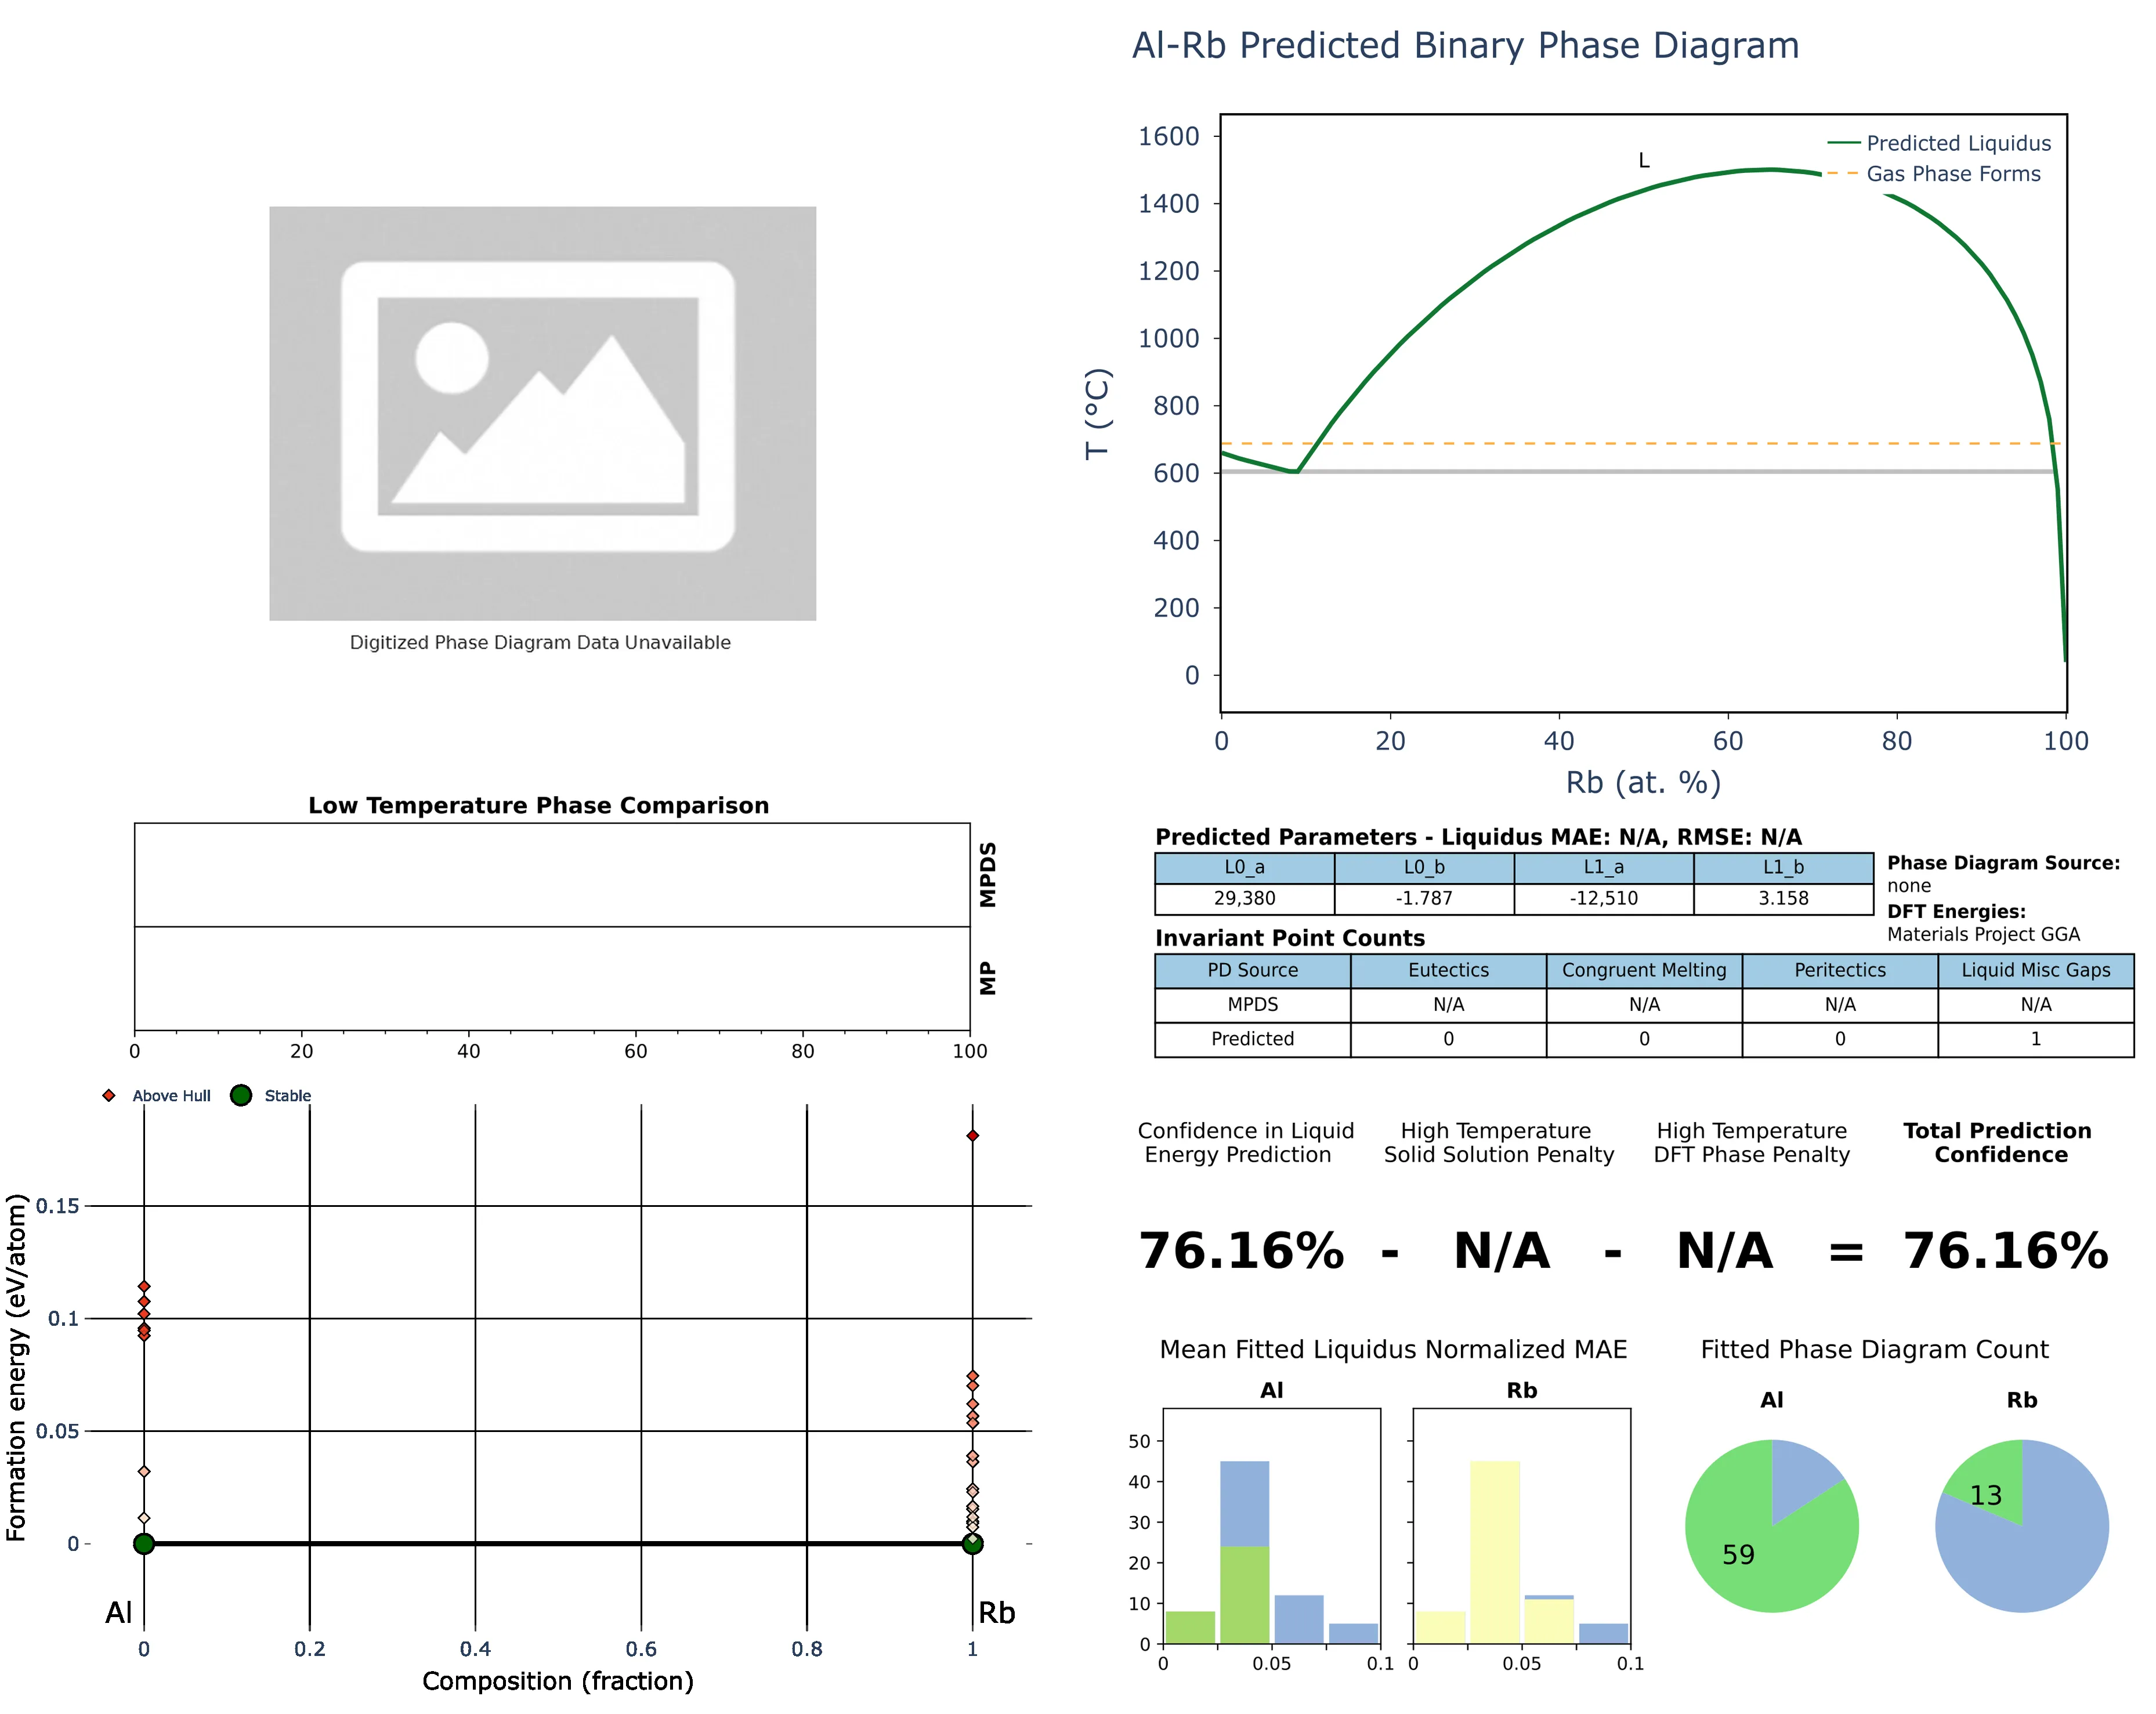 Al-Rb Predicted Binary Phase Diagram
1600
1400
1200
1000
800
600
400
200
0
T (°C)
L
Predicted Liquidus
Gas Phase Forms
0 20 40 60 80 100
Rb (at. %)
Digitized Phase Diagram Data Unavailable
Low Temperature Phase Comparison
MPDS
MP
0 20 40 60 80 100
Predicted Parameters - Liquidus MAE: N/A, RMSE: N/A
L0_a L0_b L1_a L1_b
29,380 -1.787 -12,510 3.158
Phase Diagram Source:
none
DFT Energies:
Materials Project GGA
Invariant Point Counts
PD Source Eutectics Congruent Melting Peritectics Liquid Misc Gaps
MPDS N/A N/A N/A N/A
Predicted 0 0 0 1
Above Hull Stable
Formation energy (eV/atom)
0.15
0.1
0.05
0
Al Rb
0 0.2 0.4 0.6 0.8 1
Composition (fraction)
Confidence in Liquid
Energy Prediction
High Temperature
Solid Solution Penalty
High Temperature
DFT Phase Penalty
Total Prediction
Confidence
76.16% - N/A - N/A = 76.16%
Mean Fitted Liquidus Normalized MAE
Al Rb
50
40
30
20
10
0
0 0.05 0.1 0 0.05 0.1
Fitted Phase Diagram Count
Al Rb
59
13